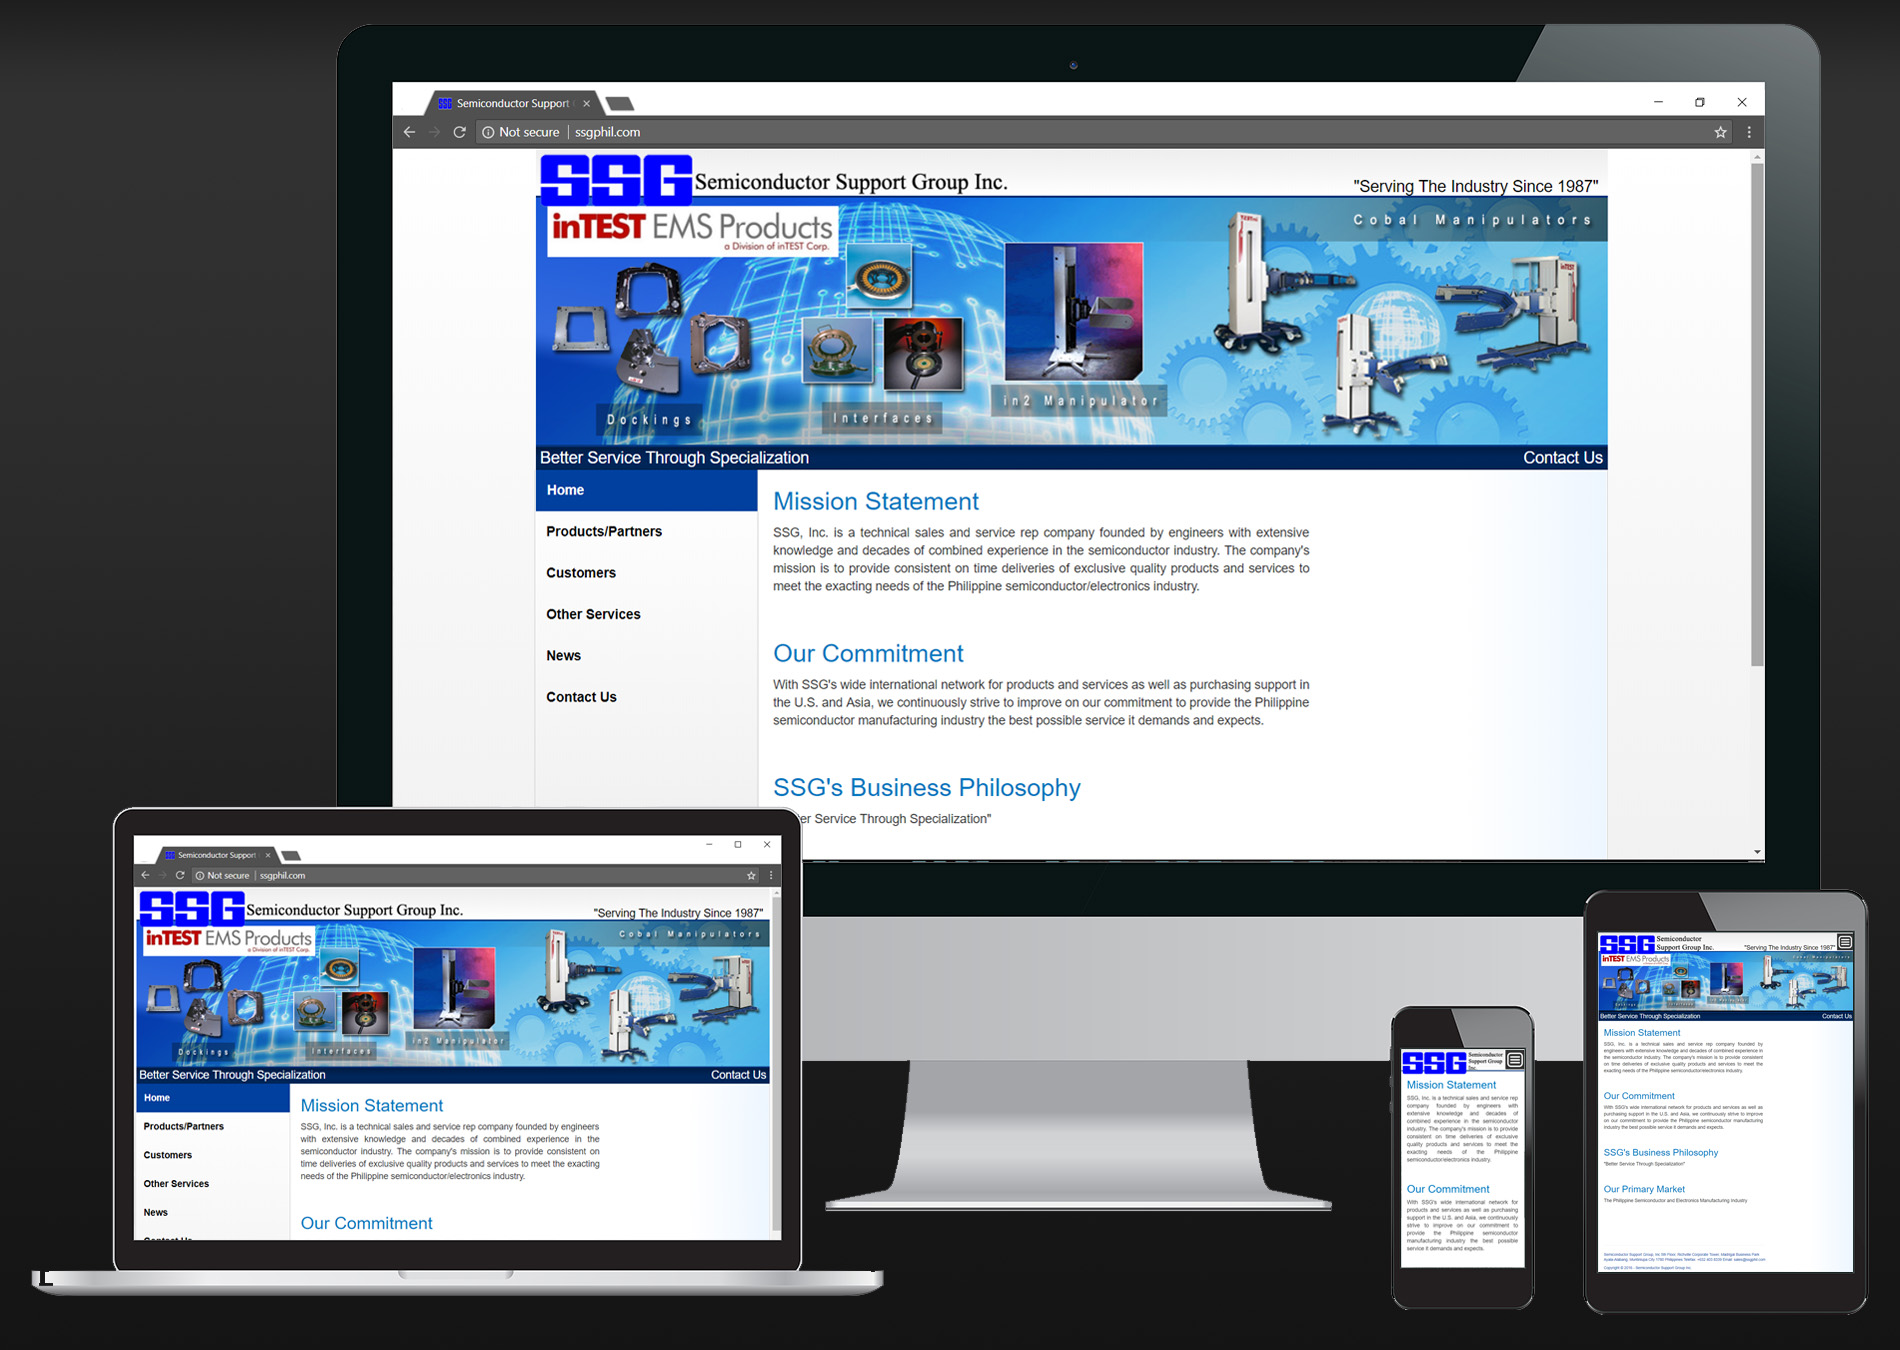 SSG Semiconductor Support
Not secure | ssgphil.com
SSG Semiconductor Support Group Inc.
"Serving The Industry Since 1987"
inTEST EMS Products
a Division of inTEST Corp.
Cobal Manipulators
inTEST
in2 Manipulator
Interfaces
Dockings
Better Service Through Specialization
Contact Us
Home
Products/Partners
Customers
Other Services
News
Contact Us
Mission Statement
SSG, Inc. is a technical sales and service rep company founded by engineers with extensive
knowledge and decades of combined experience in the semiconductor industry. The company's
mission is to provide consistent on time deliveries of exclusive quality products and services to
meet the exacting needs of the Philippine semiconductor/electronics industry.
Our Commitment
With SSG's wide international network for products and services as well as purchasing support in
the U.S. and Asia, we continuously strive to improve on our commitment to provide the Philippine
semiconductor manufacturing industry the best possible service it demands and expects.
SSG's Business Philosophy
er Service Through Specialization"
SSG Semiconductor Support
Not secure | ssgphil.com
SSG Semiconductor Support Group Inc.
"Serving The Industry Since 1987"
inTEST EMS Products
a Division of inTEST Corp.
Cobal Manipulators
in2 Manipulator
Interfaces
Dockings
Better Service Through Specialization
Contact Us
Home
Products/Partners
Customers
Other Services
News
Contact Us
Mission Statement
SSG, Inc. is a technical sales and service rep company founded by engineers
with extensive knowledge and decades of combined experience in the
semiconductor industry. The company's mission is to provide consistent on
time deliveries of exclusive quality products and services to meet the exacting
needs of the Philippine semiconductor/electronics industry.
Our Commitment
SSG Semiconductor
Support Group
Inc.
Mission Statement
SSG, Inc. is a technical sales and service rep
company founded by engineers with
extensive knowledge and decades of
combined experience in the semiconductor
industry. The company's mission is to provide
consistent on time deliveries of exclusive
quality products and services to meet the
exacting needs of the Philippine
semiconductor/electronics industry.
Our Commitment
With SSG's wide international network for
products and services as well as purchasing
support in the U.S. and Asia, we continuously
strive to improve on our commitment to
provide the Philippine semiconductor
manufacturing industry the best possible
service it demands and expects.
SSG Semiconductor
Support Group Inc.
"Serving The Industry Since 1987"
inTEST EMS Products
Cobal Manipulators
Better Service Through Specialization
Contact Us
Mission Statement
SSG, Inc. is a technical sales and service rep company founded by
engineers with extensive knowledge and decades of combined experience in
the semiconductor industry. The company's mission is to provide consistent
on time deliveries of exclusive quality products and services to meet the
exacting needs of the Philippine semiconductor/electronics industry.
Our Commitment
With SSG's wide international network for products and services as well as
purchasing support in the U.S. and Asia, we continuously strive to improve
on our commitment to provide the Philippine semiconductor manufacturing
industry the best possible service it demands and expects.
SSG's Business Philosophy
"Better Service Through Specialization"
Our Primary Market
The Philippine Semiconductor and Electronics Manufacturing Industry